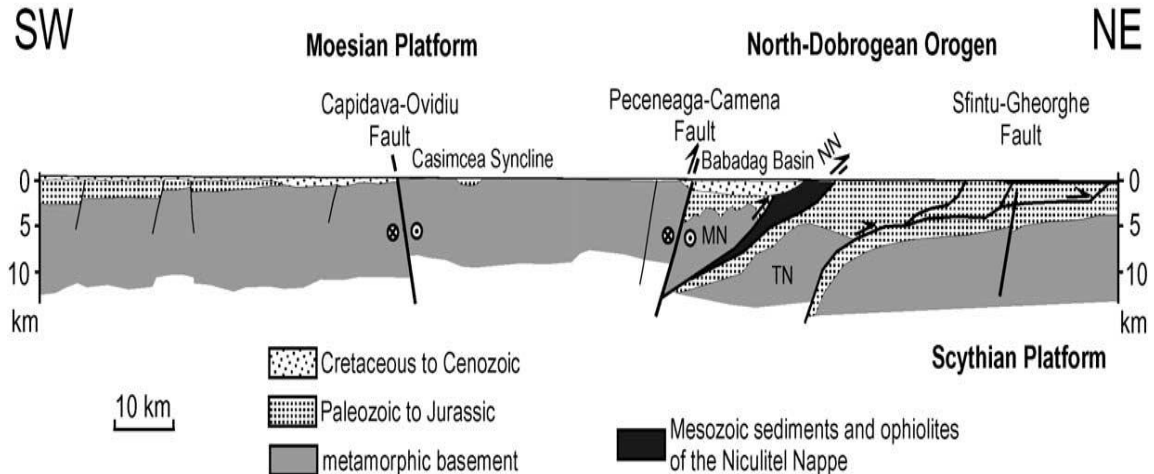 SW
NE
Moesian Platform
North-Dobrogean Orogen
Capidava-Ovidiu
Fault
Peceneaga-Camena
Fault
Sfintu-Gheorghe
Fault
Casimcea Syncline
Babadag Basin
NN
0
5
10
km
0
5
10
km
MN
TN
Scythian Platform
Cretaceous to Cenozoic
Paleozoic to Jurassic
metamorphic basement
10 km
Mesozoic sediments and ophiolites
of the Niculitel Nappe